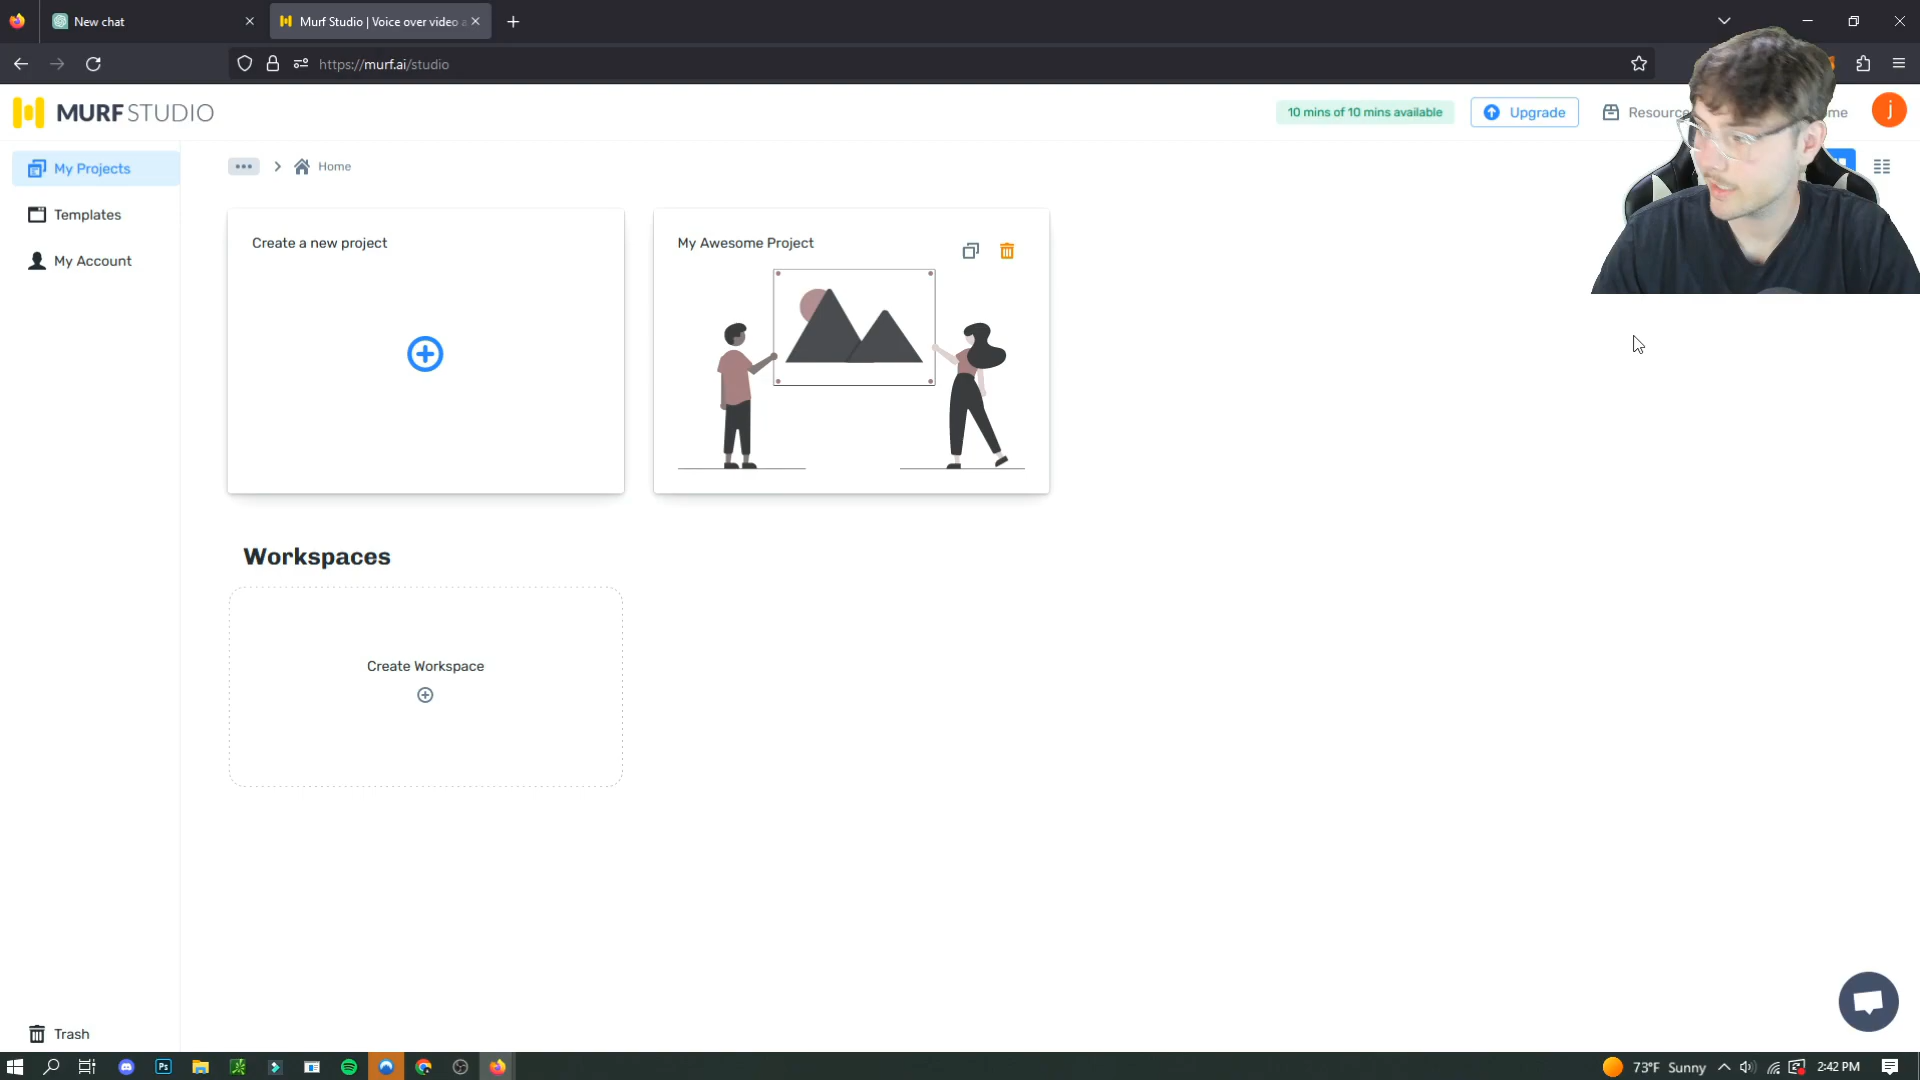 New chat
Murf Studio | Voice over video
https://murf.ai/studio
MURF STUDIO
10 mins of 10 mins available
Upgrade
j
My Projects
Home
Templates
My Account
Create a new project
My Awesome Project
Workspaces
Create Workspace
Trash
Ps
73°F Sunny
2:42 PM